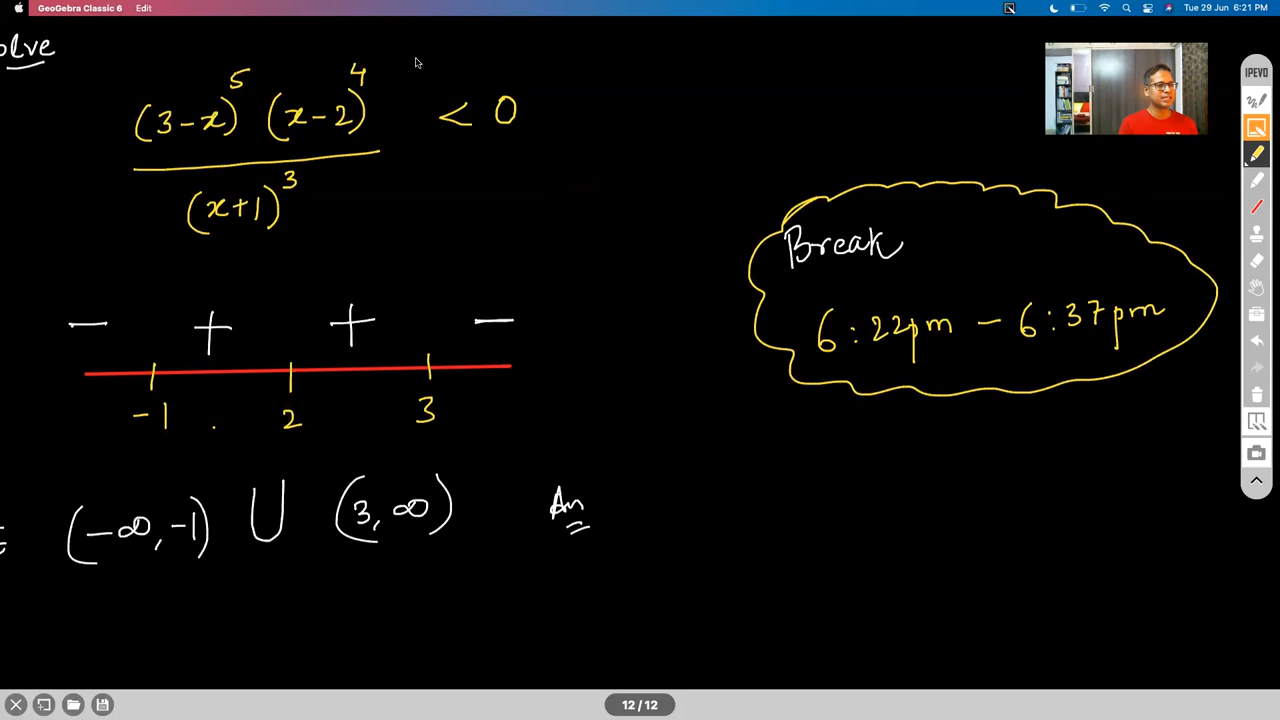 GeoGebra Classic 6 Edit Tue 29 Jun 6:21 PM
olve
(3-x)^5 (x-2)^4 < 0
(x+1)^3
IPEVO
Break
6:22pm - 6:37pm
- + + -
-1 2 3
(-∞,-1) ∪ (3,∞) An
12 / 12